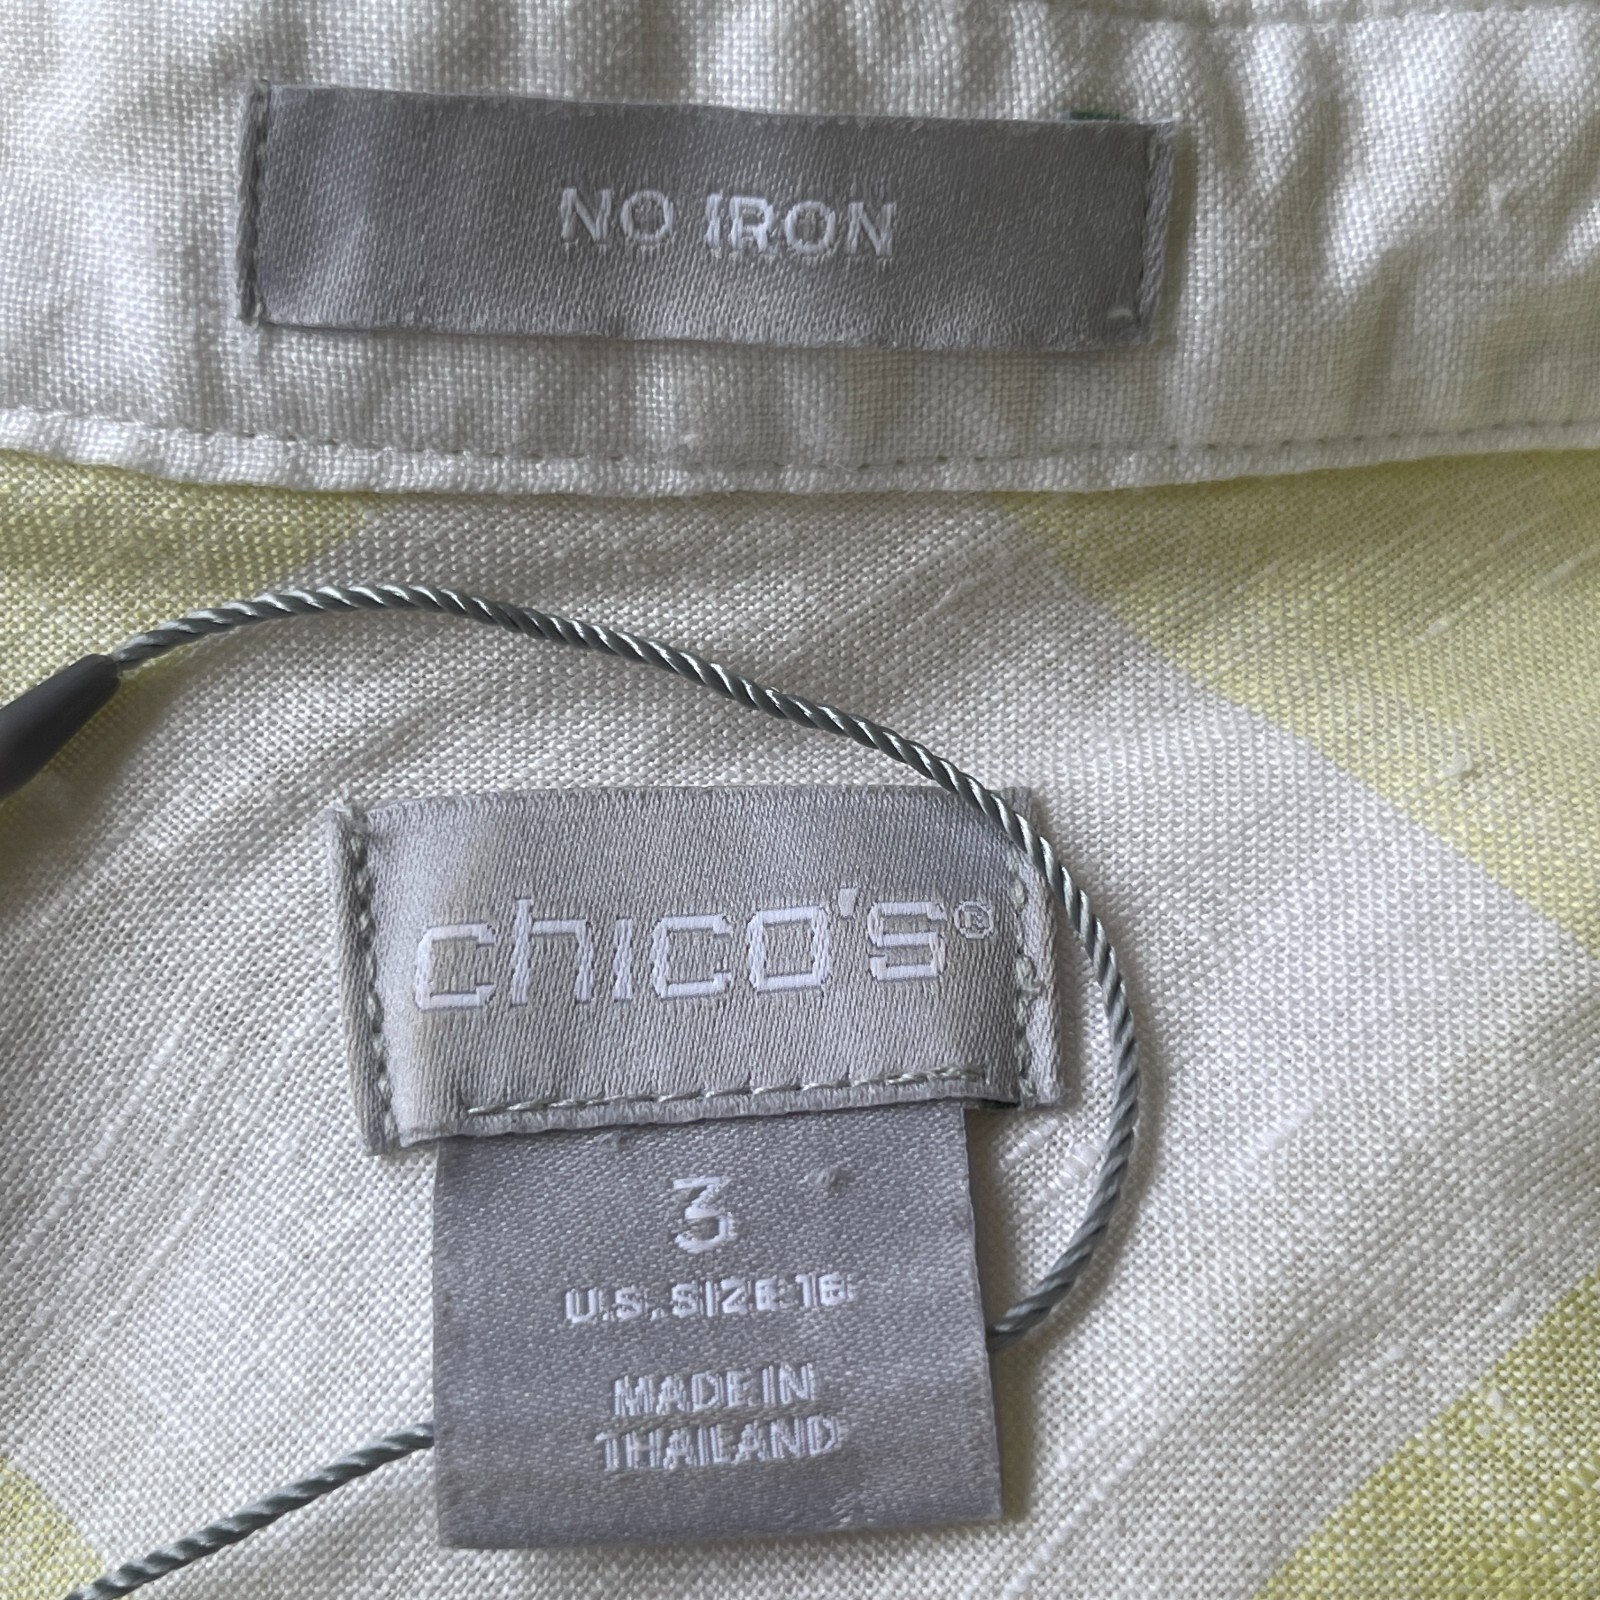 NO IRON
chico's®
3
U.S. SIZE 16
MADE IN
THAILAND